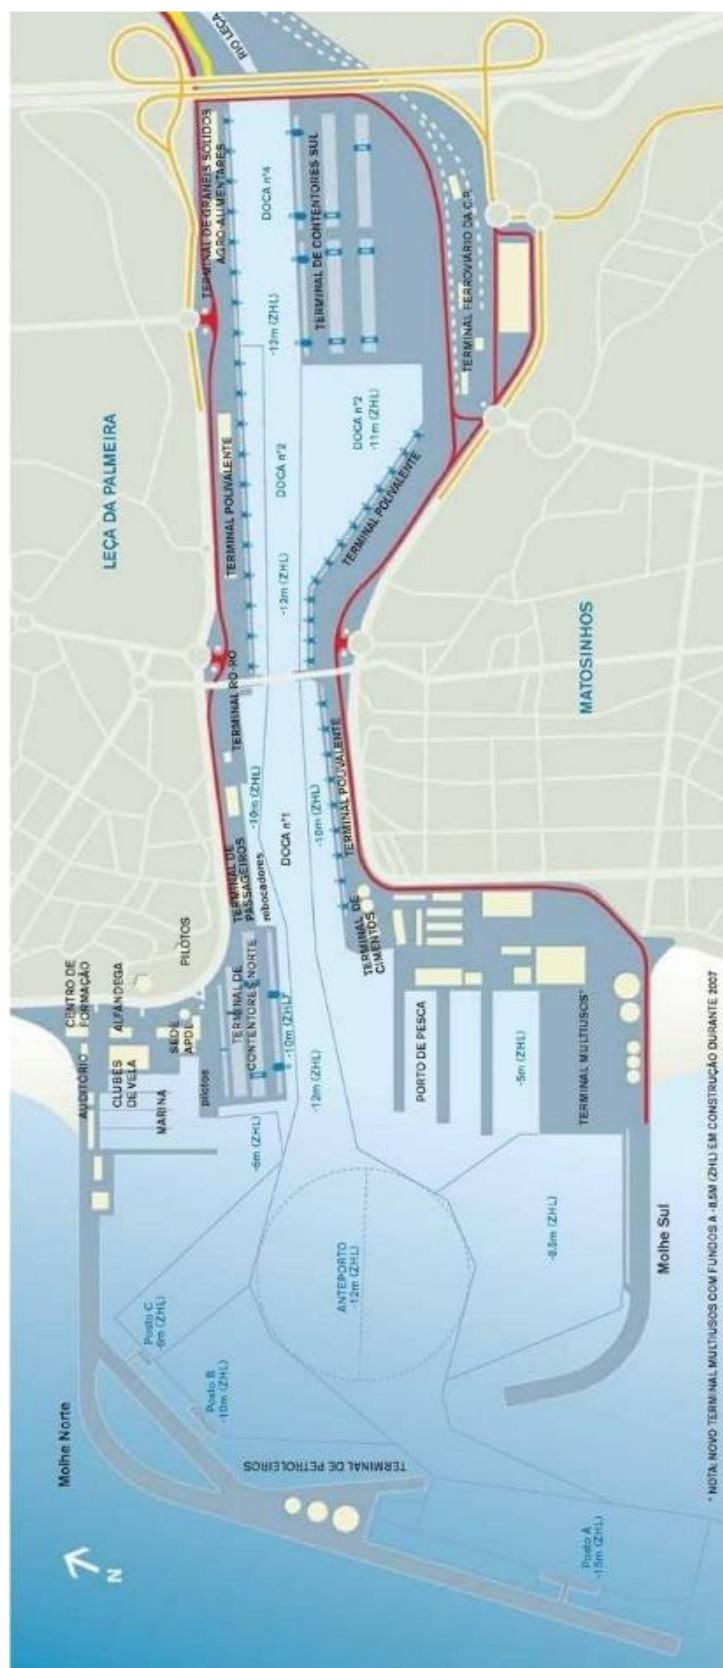 RIO LEÇA
TERMINAL DE GRANÉIS SÓLIDOS
AGRO-ALIMENTARES
DOCA nº4
TERMINAL DE CONTENTORES SUL
TERMINAL FERROVIÁRIO DA C.P.
-12m (ZHL)
LEÇA DA PALMEIRA
TERMINAL POLIVALENTE
DOCA nº2
DOCA nº2
-11m (ZHL)
TERMINAL POLIVALENTE
-12m (ZHL)
MATOSINHOS
TERMINAL RO-RO
-10m (ZHL)
DOCA nº1
-10m (ZHL)
TERMINAL POLIVALENTE
TERMINAL DE
PASSAGEIROS
rebocadores
TERMINAL DE
CIMENTOS
PILOTOS
CENTRO DE
FORMAÇÃO
ALFÂNDEGA
SEDE
APDL
TERMINAL DE
CONTENTORES NORTE
-10m (ZHL)
AUDITÓRIO
CLUBES
DE VELA
MARINA
pilotos
-12m (ZHL)
-6m (ZHL)
PORTO DE PESCA
-5m (ZHL)
TERMINAL MULTIUSOS*
ANTEPORTO
-12m (ZHL)
-8.5m (ZHL)
Molhe Sul
Posto C
-6m (ZHL)
Posto B
-10m (ZHL)
Molhe Norte
TERMINAL DE PETROLEIROS
Posto A
-15m (ZHL)
N
* NOTA: NOVO TERMINAL MULTIUSOS COM FUNDOS A -8,5M (ZHL) EM CONSTRUÇÃO DURANTE 2007